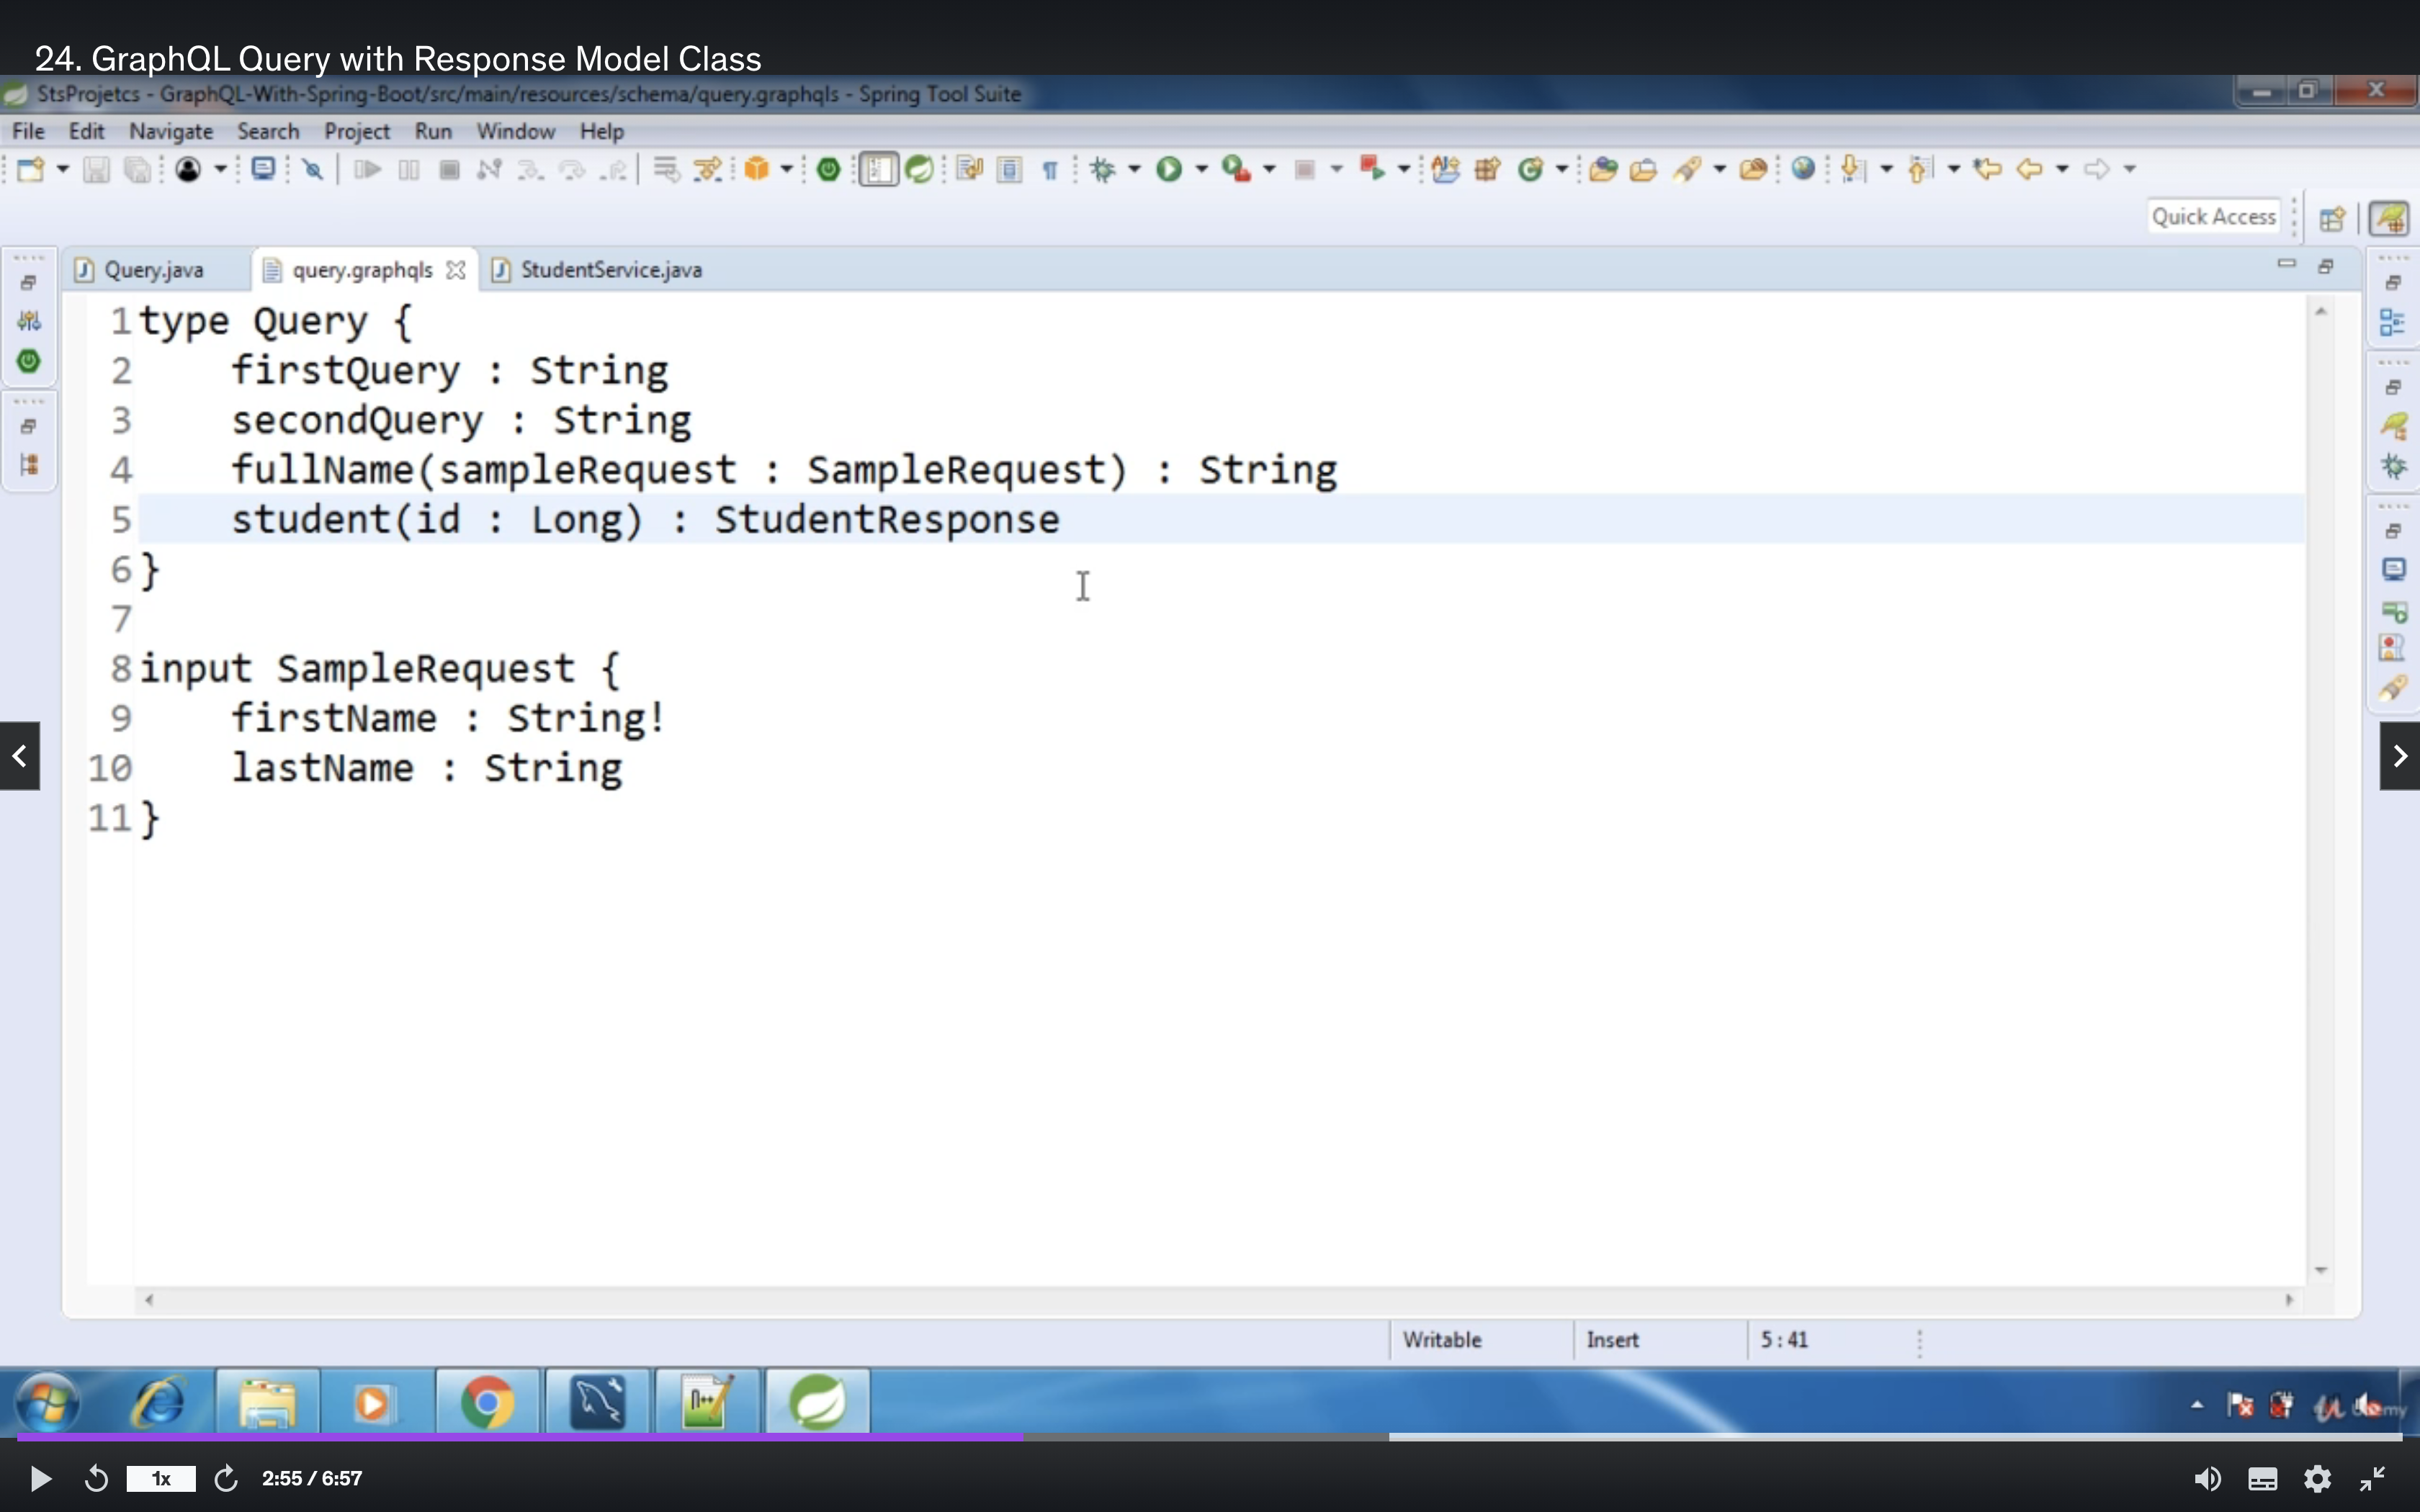 24. GraphQL Query with Response Model Class
StsProjetcs - GraphQL-With-Spring-Boot/src/main/resources/schema/query.graphqls - Spring Tool Suite
File Edit Navigate Search Project Run Window Help
Quick Access
Query.java query.graphqls StudentService.java
1 type Query {
2 firstQuery : String
3 secondQuery : String
4 fullName(sampleRequest : SampleRequest) : String
5 student(id : Long) : StudentResponse
6 }
7
8 input SampleRequest {
9 firstName : String!
10 lastName : String
11 }
Writable Insert 5 : 41
1x 2:55 / 6:57